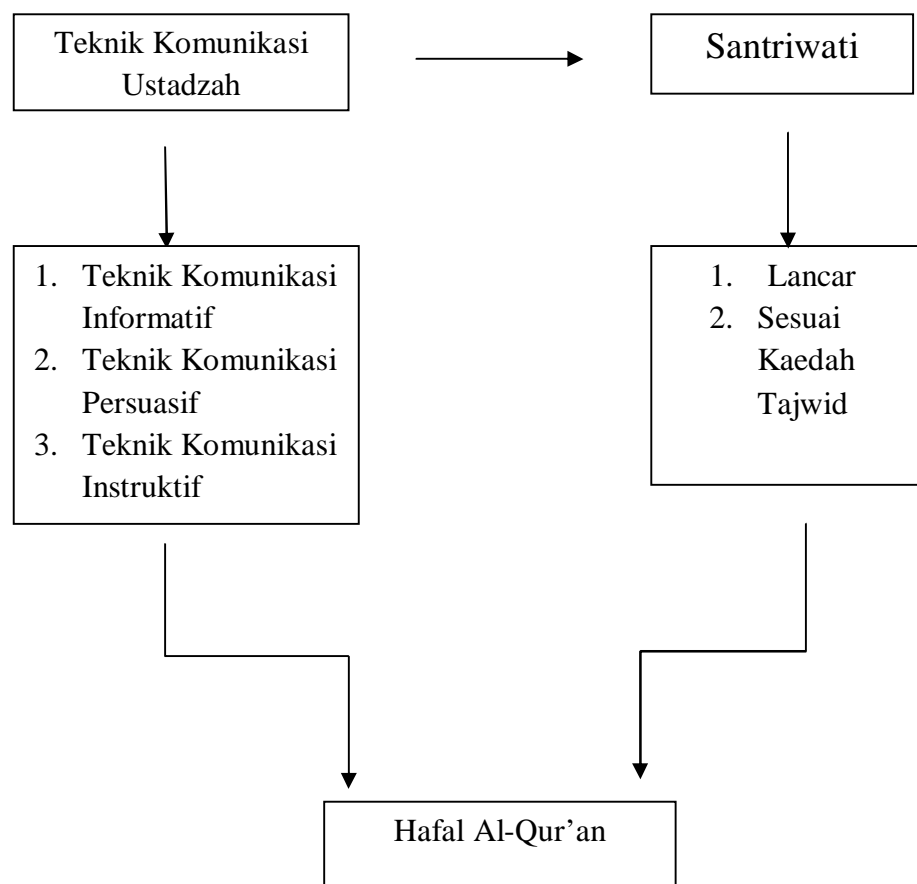 Teknik Komunikasi
Ustadzah
Santriwati
1. Teknik Komunikasi
Informatif
2. Teknik Komunikasi
Persuasif
3. Teknik Komunikasi
Instruktif
1. Lancar
2. Sesuai
Kaedah
Tajwid
Hafal Al-Qur’an